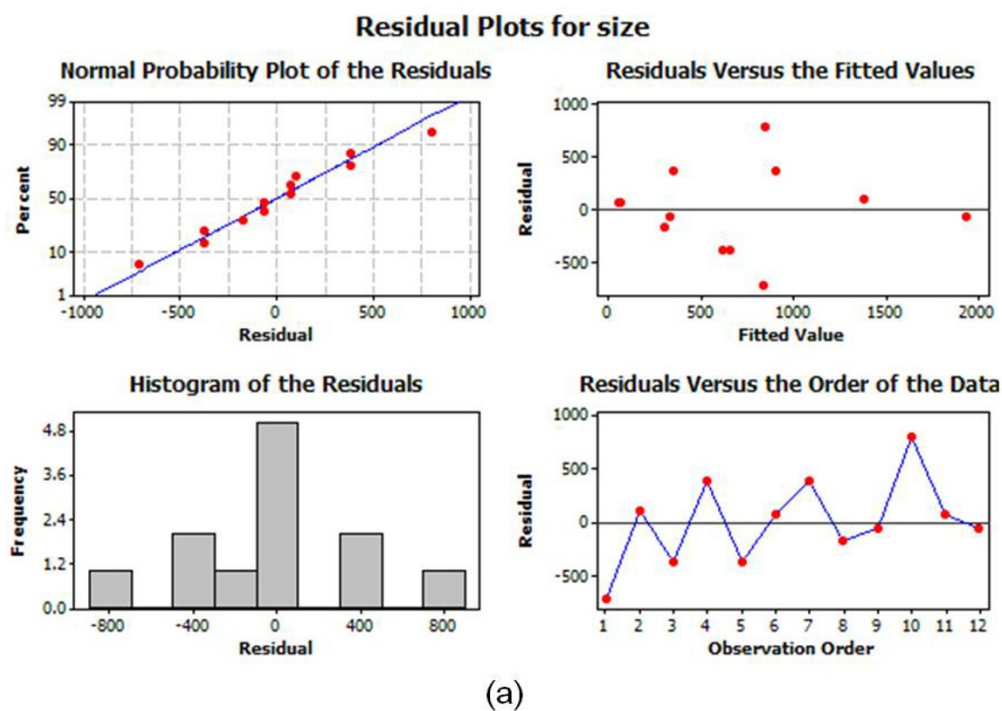 Residual Plots for size
Normal Probability Plot of the Residuals
99
90
50
10
1
Percent
-1000 -500 0 500 1000
Residual
Residuals Versus the Fitted Values
1000
500
0
-500
Residual
0 500 1000 1500 2000
Fitted Value
Histogram of the Residuals
4.8
3.6
2.4
1.2
0.0
Frequency
-800 -400 0 400 800
Residual
Residuals Versus the Order of the Data
1000
500
0
-500
Residual
1 2 3 4 5 6 7 8 9 10 11 12
Observation Order
(a)